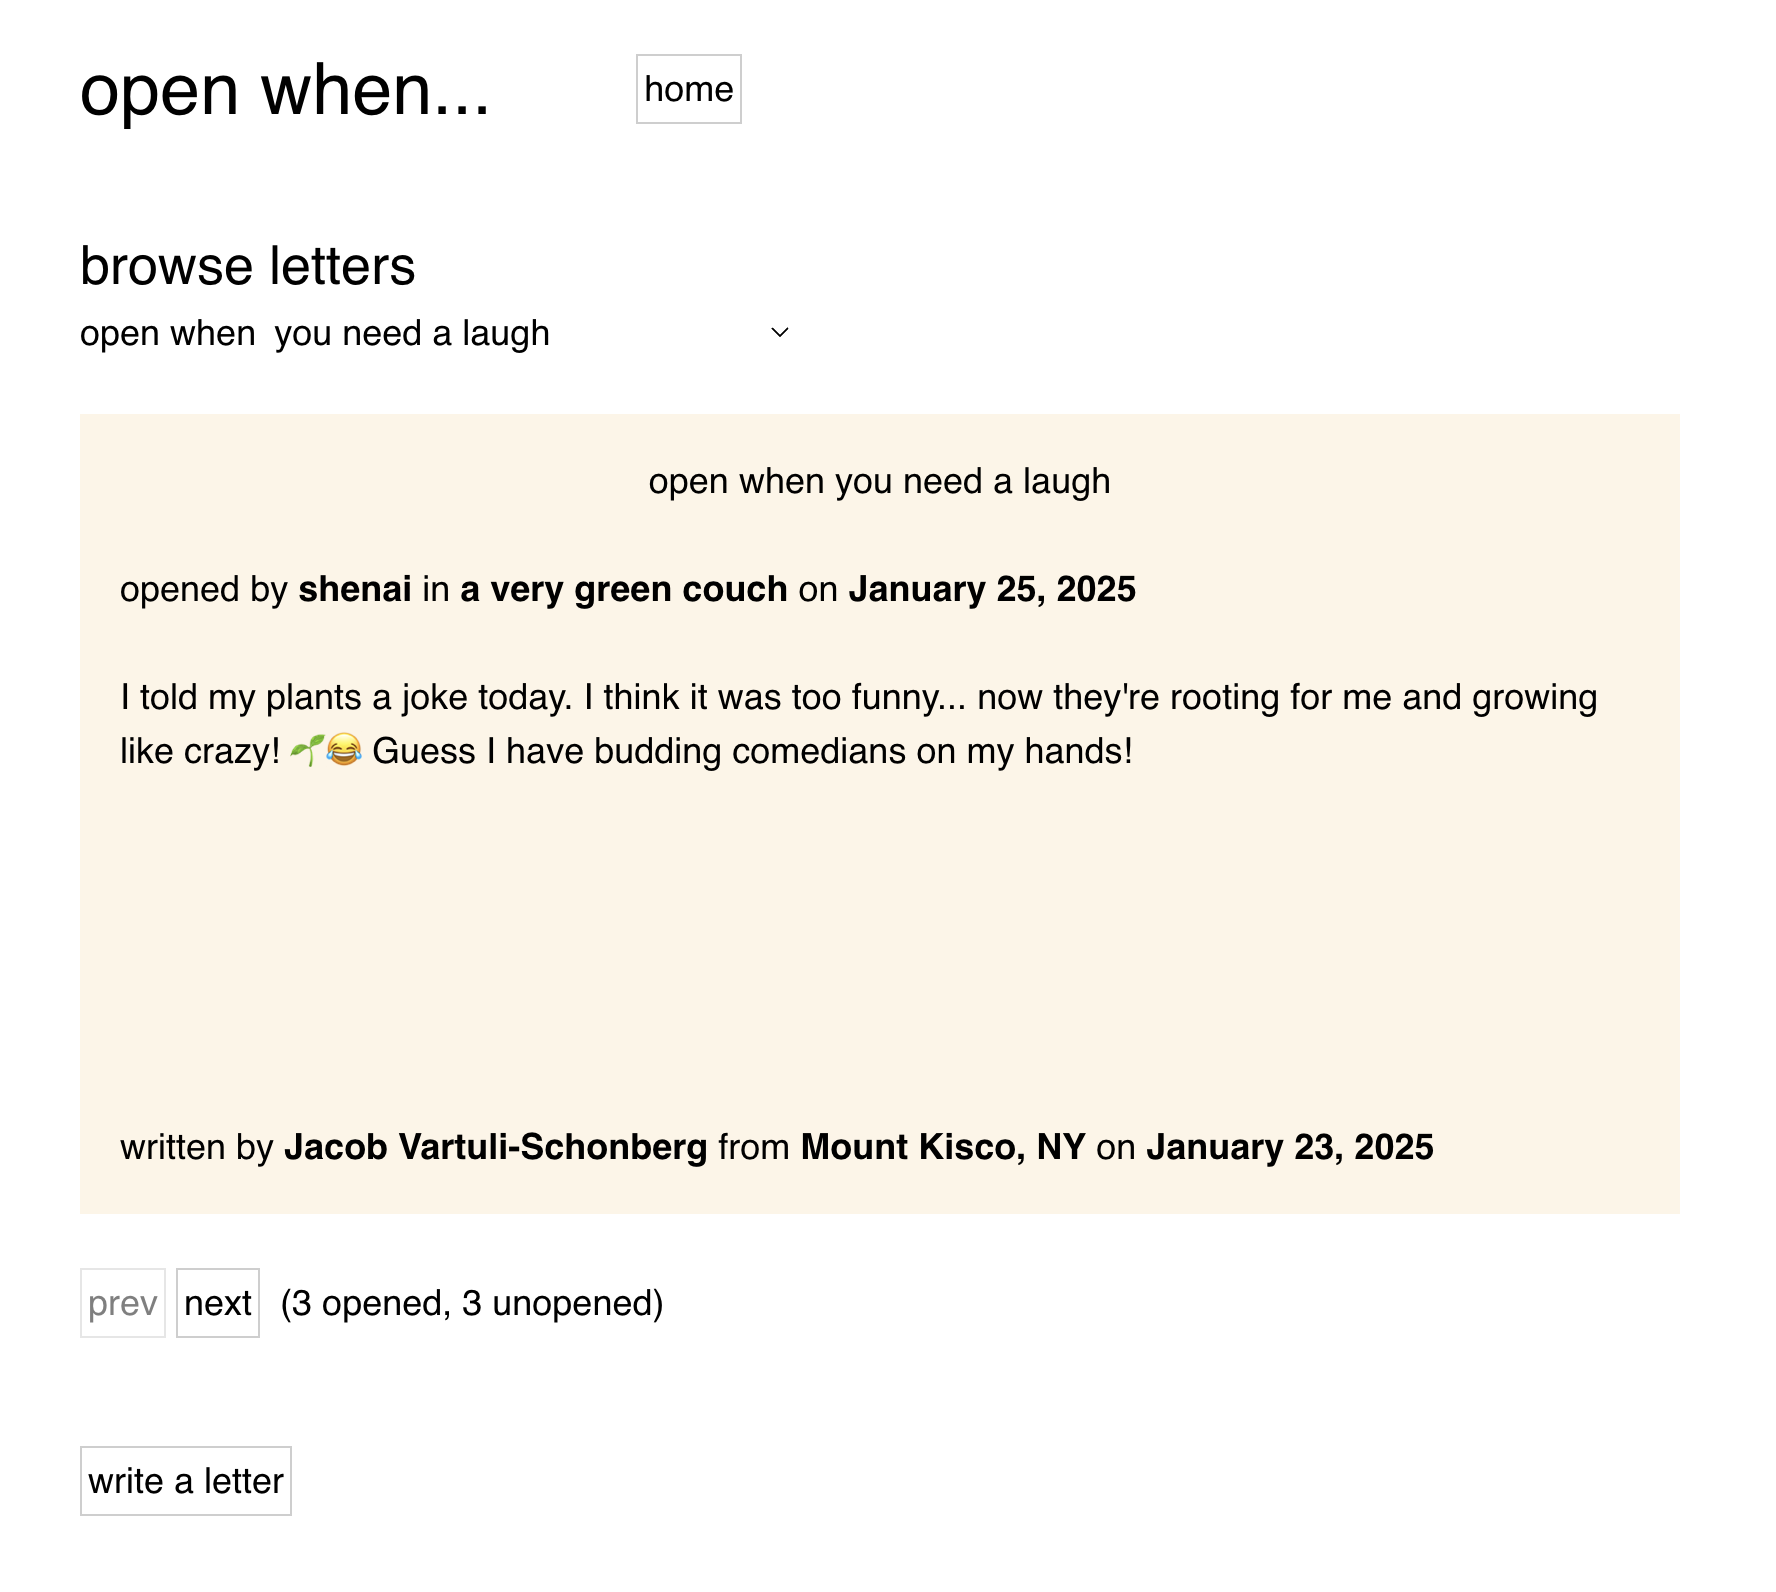 open when...
home
browse letters
open when you need a laugh
open when you need a laugh
opened by shenai in a very green couch on January 25, 2025
I told my plants a joke today. I think it was too funny... now they're rooting for me and growing
like crazy! 🌱😂 Guess I have budding comedians on my hands!
written by Jacob Vartuli-Schonberg from Mount Kisco, NY on January 23, 2025
prev next (3 opened, 3 unopened)
write a letter